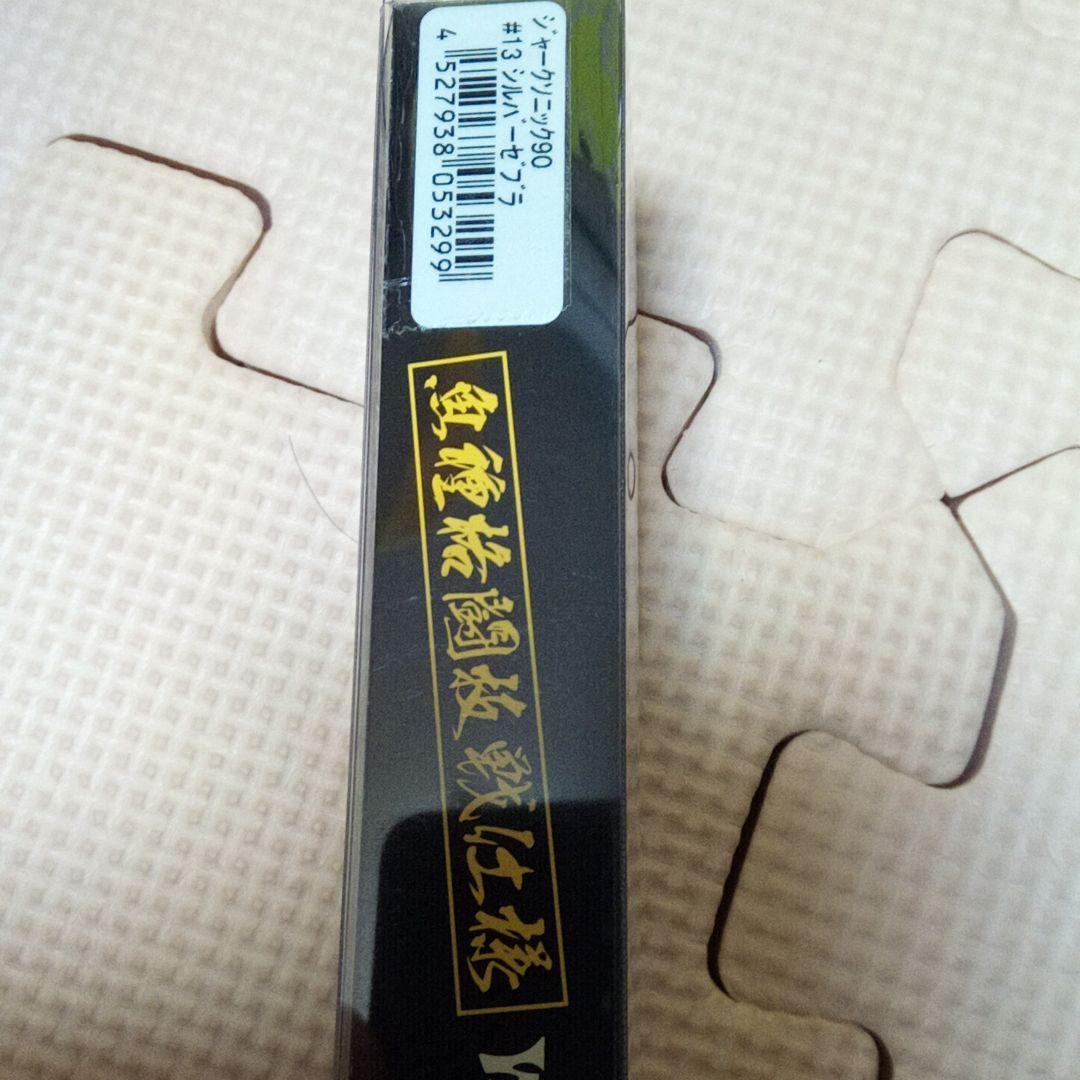 ジャークソニック90
#13 シルバーゼブラ
4 527938 053299
魚種格闘技戦仕様